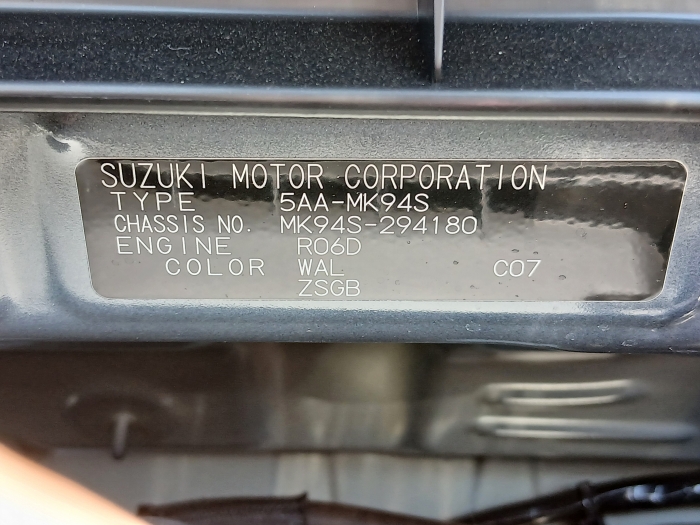 SUZUKI MOTOR CORPORATION
TYPE 5AA-MK94S
CHASSIS NO. MK94S-294180
ENGINE R06D
COLOR WAL C07
ZSGB